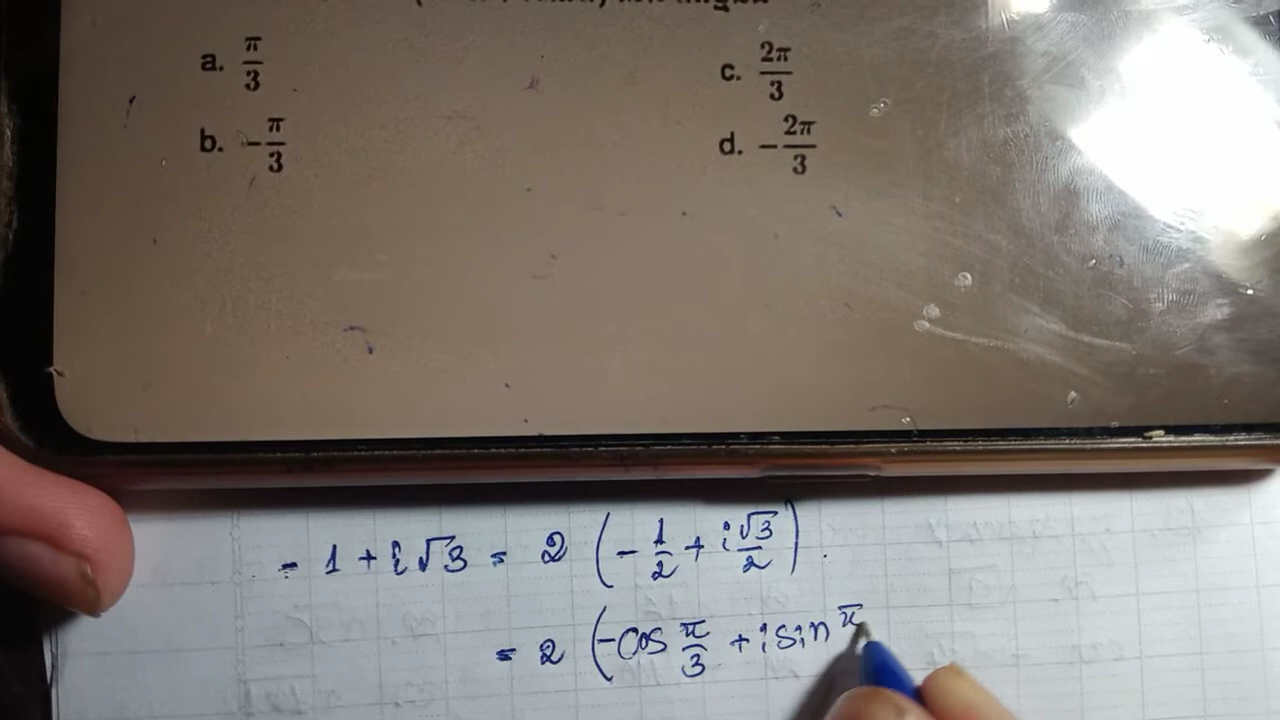 a. π/3
c. 2π/3
b. -π/3
d. -2π/3
- 1 + i√3 = 2 (-1/2 + i√3/2).
= 2 (-cos π/3 + i sin π